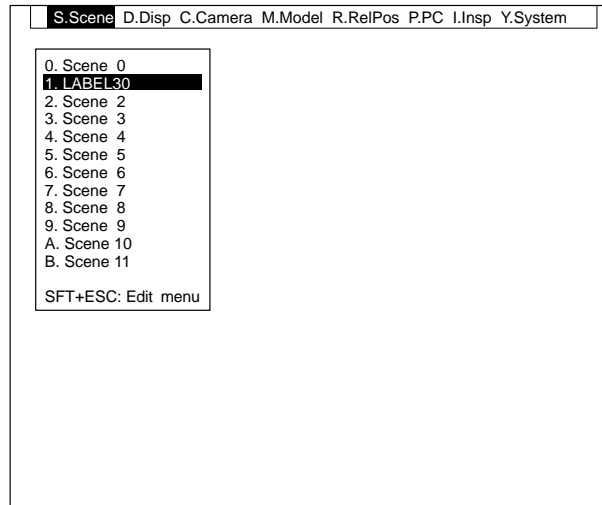 S.Scene D.Disp C.Camera M.Model R.RelPos P.PC I.Insp Y.System
0. Scene 0
1. LABEL30
2. Scene 2
3. Scene 3
4. Scene 4
5. Scene 5
6. Scene 6
7. Scene 7
8. Scene 8
9. Scene 9
A. Scene 10
B. Scene 11
SFT+ESC: Edit menu